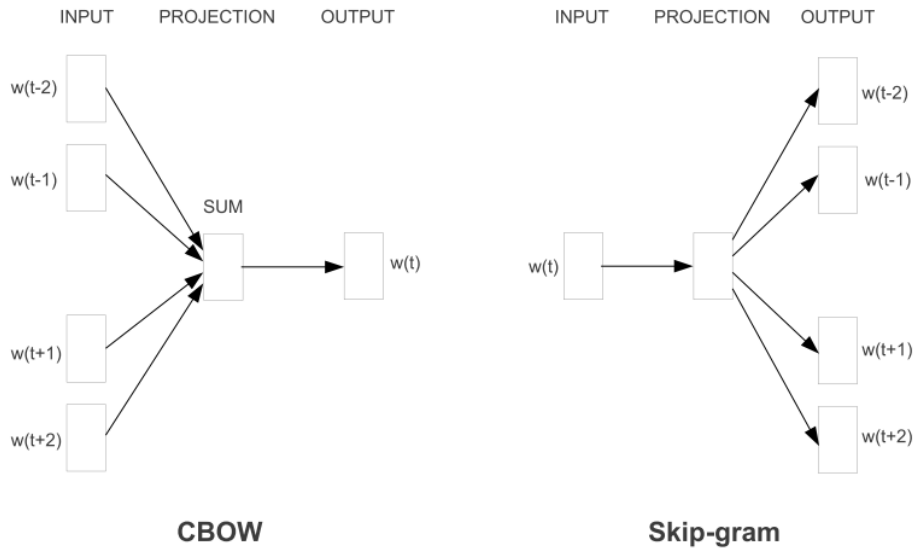 INPUT PROJECTION OUTPUT
w(t-2)
w(t-1)
SUM
w(t)
w(t+1)
w(t+2)
CBOW
INPUT PROJECTION OUTPUT
w(t-2)
w(t-1)
w(t)
w(t+1)
w(t+2)
Skip-gram